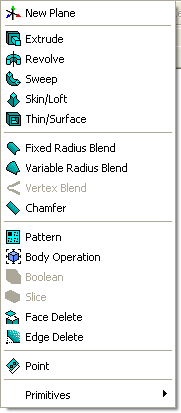 New Plane
Extrude
Revolve
Sweep
Skin/Loft
Thin/Surface
Fixed Radius Blend
Variable Radius Blend
Vertex Blend
Chamfer
Pattern
Body Operation
Boolean
Slice
Face Delete
Edge Delete
Point
Primitives